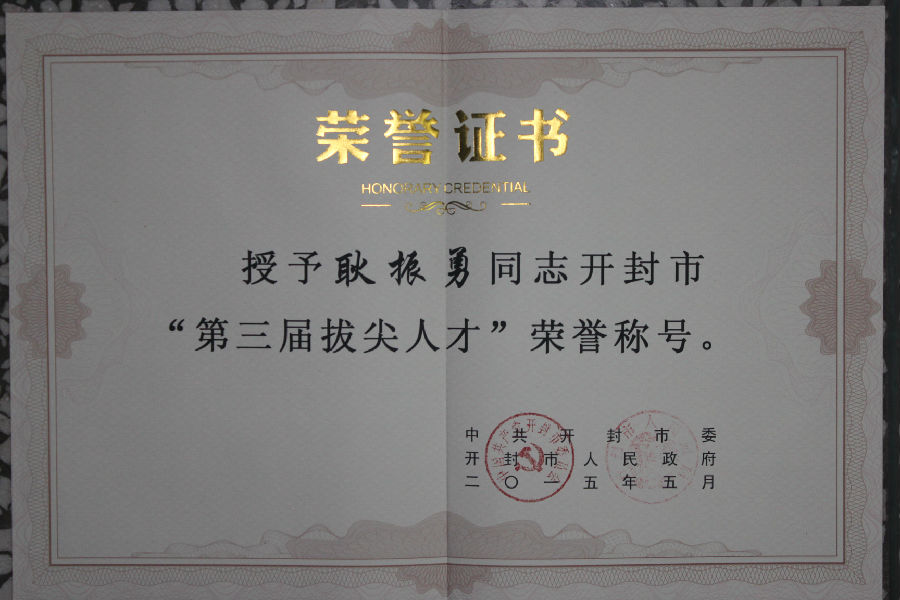 荣誉证书
HONORARY CREDENTIAL
授予耿振勇同志开封市
“第三届拔尖人才”荣誉称号。
中共开封市委
开封市人民政府
二〇一五年五月